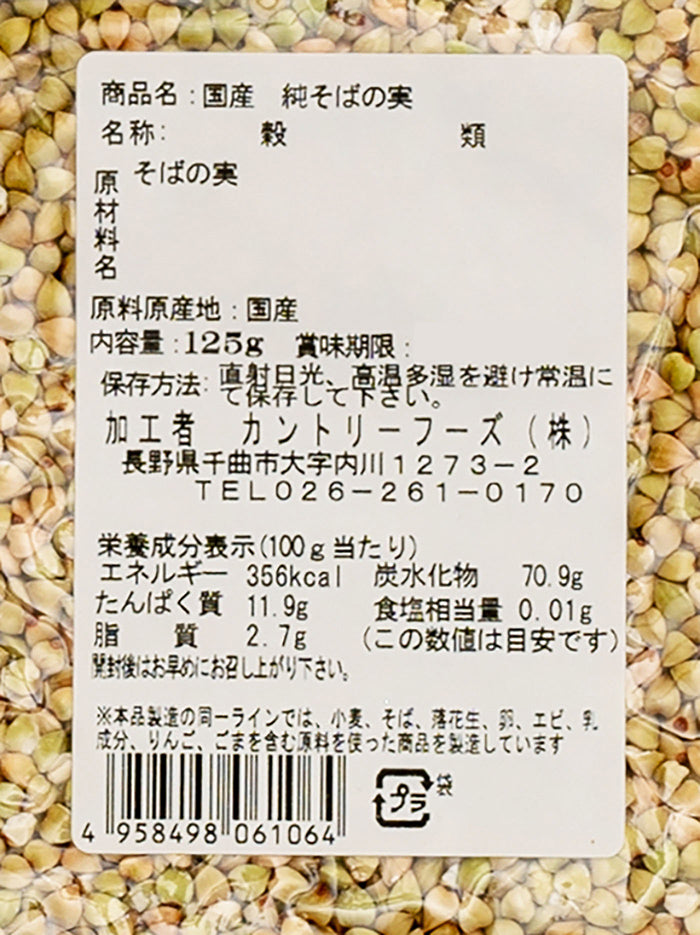 商品名：国産　純そばの実
名称：　穀　類
原材料名　そばの実
原料原産地：国産
内容量：125g　賞味期限：
保存方法：直射日光、高温多湿を避け常温に
て保存して下さい。
加工者　カントリーフーズ（株）
長野県千曲市大字内川１２７３－２
ＴＥＬ０２６－２６１－０１７０
栄養成分表示(100ｇ当たり)
エネルギー 356kcal　炭水化物　70.9g
たんぱく質 11.9g　食塩相当量 0.01g
脂　質　2.7g　（この数値は目安です）
開封後はお早めにお召し上がり下さい。
※本品製造の同一ラインでは、小麦、そば、落花生、卵、エビ、乳
成分、りんご、ごまを含む原料を使った商品を製造しています
プラ 袋
4 958498 061064